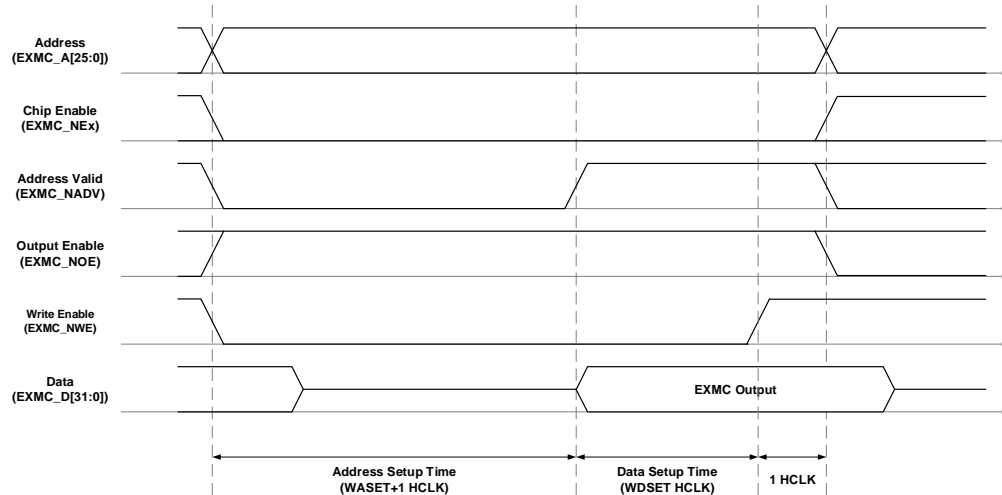 Address
(EXMC_A[25:0])
Chip Enable
(EXMC_NEx)
Address Valid
(EXMC_NADV)
Output Enable
(EXMC_NOE)
Write Enable
(EXMC_NWE)
Data
(EXMC_D[31:0])
EXMC Output
Address Setup Time
(WASET+1 HCLK)
Data Setup Time
(WDSET HCLK)
1 HCLK